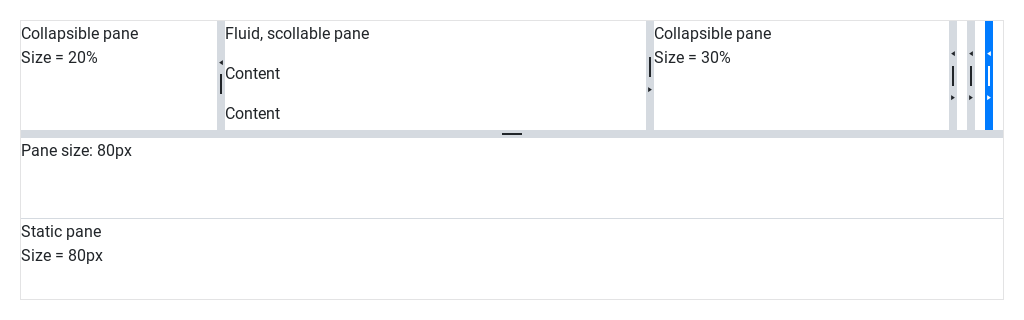 Collapsible pane
Size = 20%
Fluid, scollable pane
Content
Content
Collapsible pane
Size = 30%
Pane size: 80px
Static pane
Size = 80px